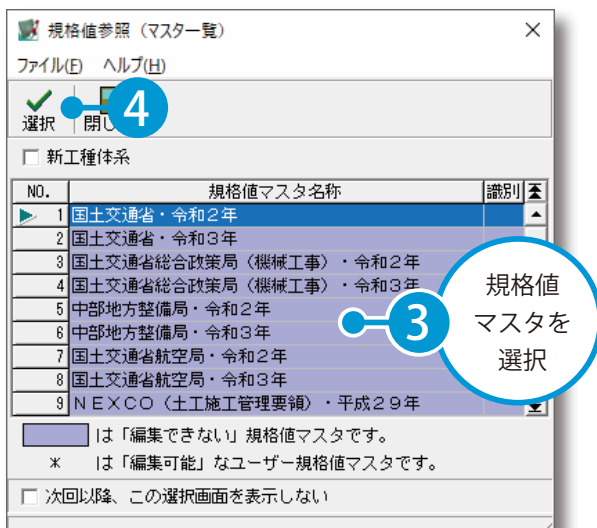 規格値参照（マスター覧）
ファイル(F) ヘルプ(H)
選択 閉じ
4
新工種体系
NO. 規格値マスタ名称 識別
1 国土交通省・令和２年
2 国土交通省・令和３年
3 国土交通省総合政策局（機械工事）・令和２年
4 国土交通省総合政策局（機械工事）・令和３年
5 中部地方整備局・令和２年
6 中部地方整備局・令和３年
7 国土交通省航空局・令和２年
8 国土交通省航空局・令和３年
9 ＮＥＸＣＯ（土工施工管理要領）・平成２９年
3
規格値
マスタを
選択
は「編集できない」規格値マスタです。
* は「編集可能」なユーザー規格値マスタです。
次回以降、この選択画面を表示しない